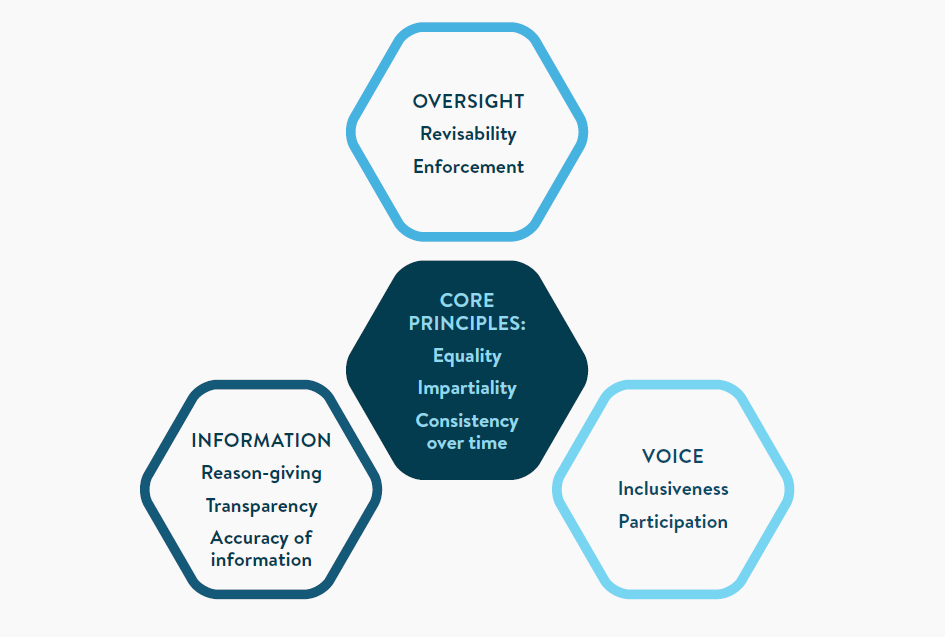 OVERSIGHT
Revisability
Enforcement
CORE
PRINCIPLES:
Equality
Impartiality
Consistency
over time
INFORMATION
Reason-giving
Transparency
Accuracy of
information
VOICE
Inclusiveness
Participation